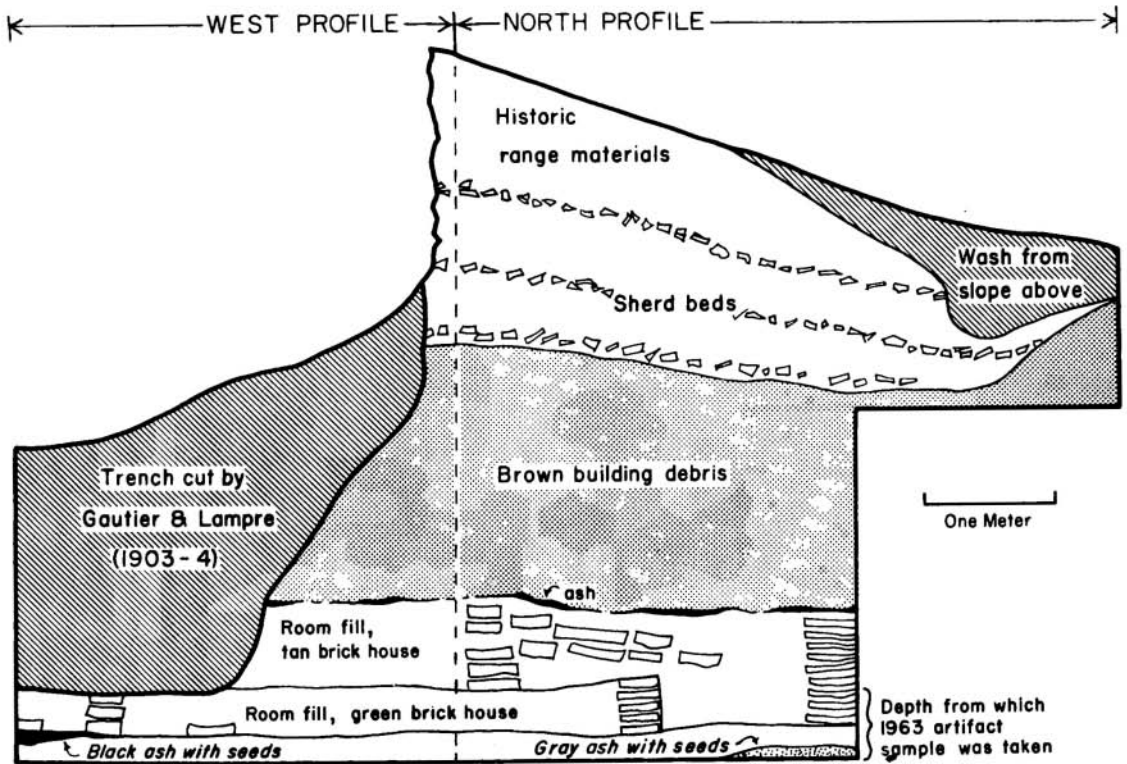 WEST PROFILE
NORTH PROFILE
Historic
range materials
Wash from
slope above
Sherd beds
Trench cut by
Gautier & Lampre
(1903-4)
Brown building debris
One Meter
ash
Room fill,
tan brick house
Room fill, green brick house
Depth from which
1963 artifact
sample was taken
Black ash with seeds
Gray ash with seeds